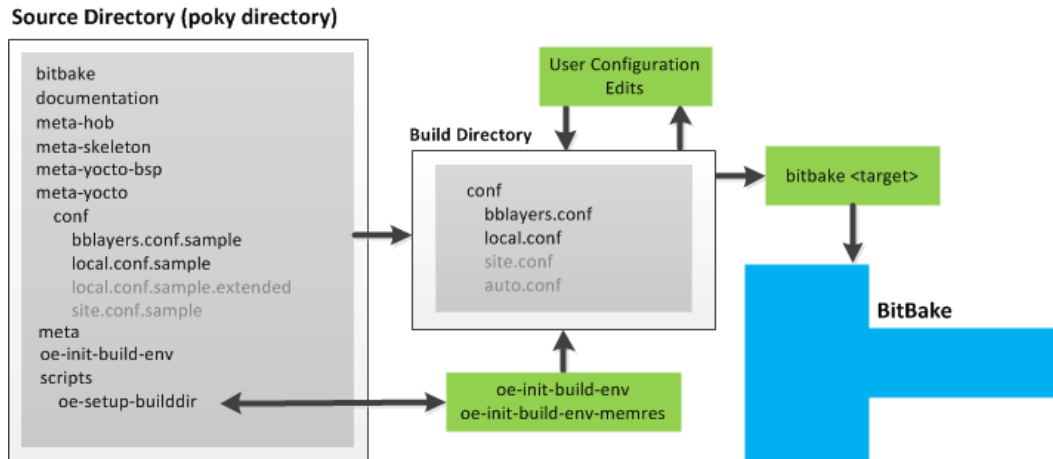 Source Directory (poky directory)
bitbake
documentation
meta-hob
meta-skeleton
meta-yocto-bsp
meta-yocto
conf
bblayers.conf.sample
local.conf.sample
local.conf.sample.extended
site.conf.sample
meta
oe-init-build-env
scripts
oe-setup-builddir
User Configuration
Edits
Build Directory
conf
bblayers.conf
local.conf
site.conf
auto.conf
oe-init-build-env
oe-init-build-env-memres
bitbake <target>
BitBake